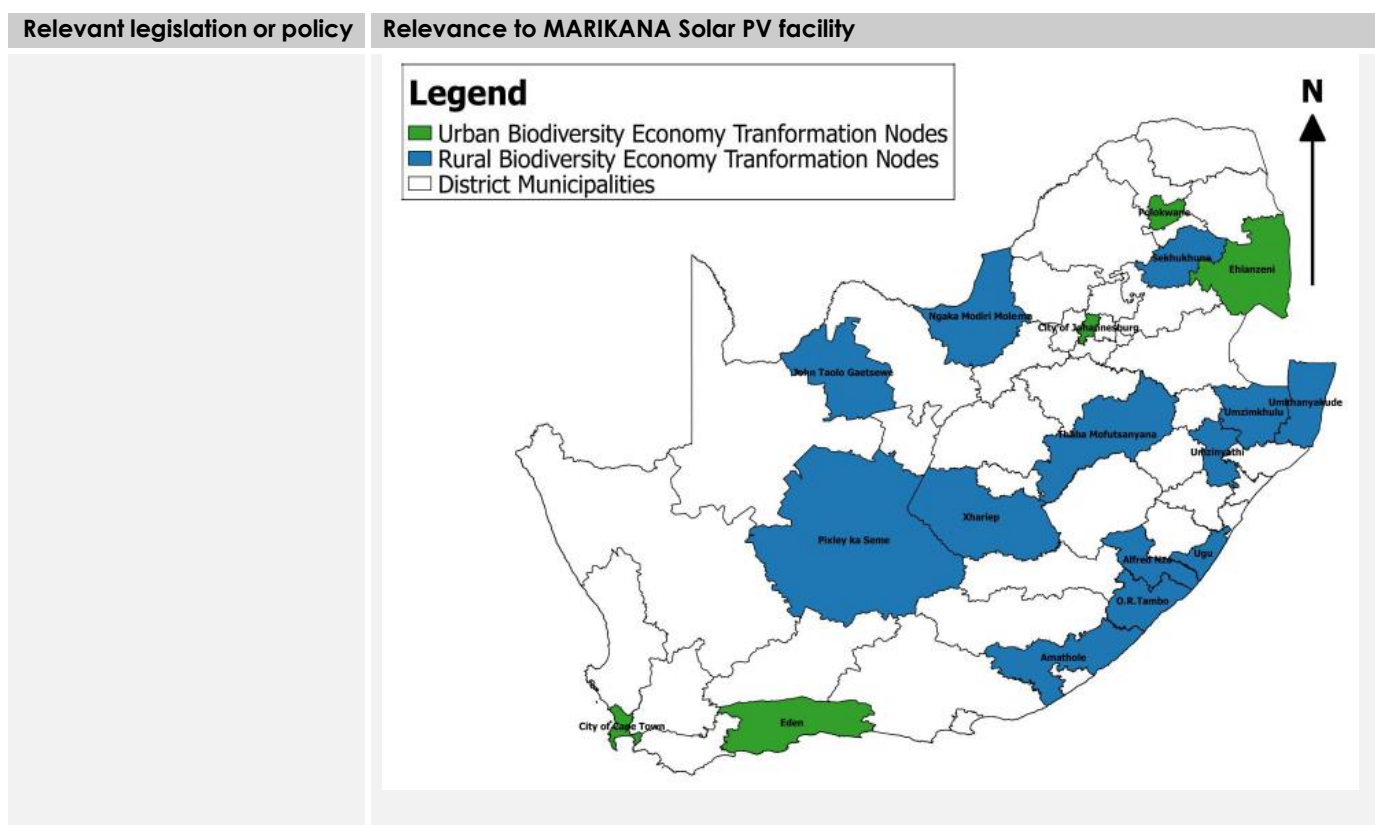 Relevant legislation or policy
Relevance to MARIKANA Solar PV facility
Legend
Urban Biodiversity Economy Tranformation Nodes
Rural Biodiversity Economy Tranformation Nodes
District Municipalities
N
Polokwane
Sekhukhune
Ehlanzeni
Ngaka Modiri Molema
City of Johannesburg
John Taolo Gaetsewe
Umkhanyakude
Umzimkhulu
Thaha Mofutsanyana
Umzinyathi
Xhariep
Pixley ka Seme
Ugu
Alfred Nzo
O.R.Tambo
Amathole
Eden
City of Cape Town